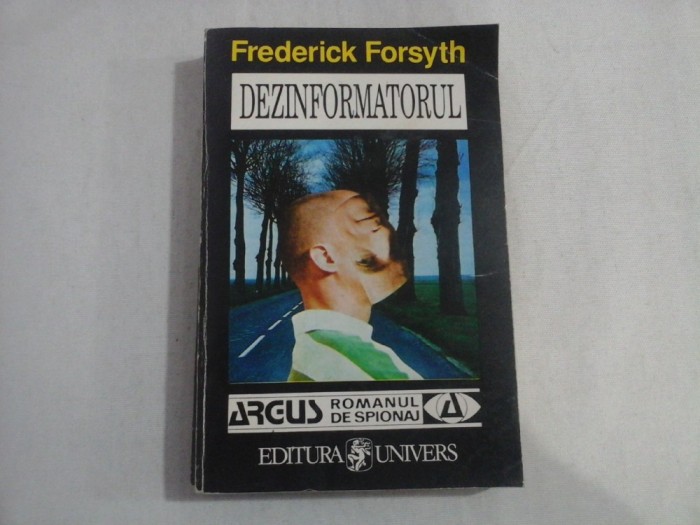 Frederick Forsyth
DEZINFORMATORUL
ARGUS ROMANUL
DE SPIONAJ
EDITURA UNIVERS